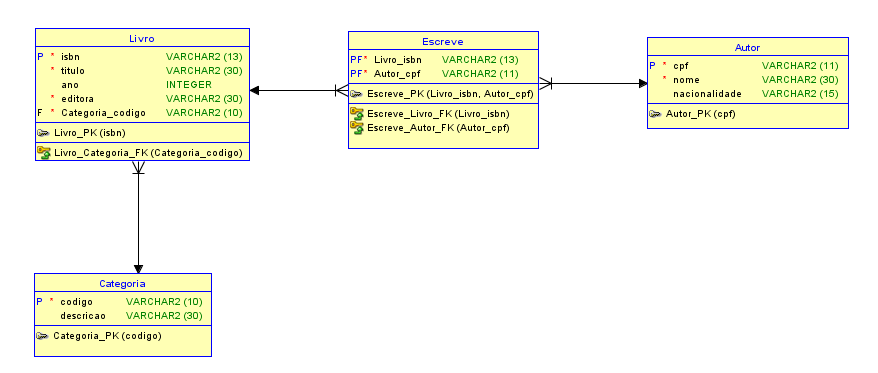 Livro
P * isbn VARCHAR2 (13)
* titulo VARCHAR2 (30)
ano INTEGER
* editora VARCHAR2 (30)
F * Categoria_codigo VARCHAR2 (10)
Livro_PK (isbn)
Livro_Categoria_FK (Categoria_codigo)
Escreve
PF* Livro_isbn VARCHAR2 (13)
PF* Autor_cpf VARCHAR2 (11)
Escreve_PK (Livro_isbn, Autor_cpf)
Escreve_Livro_FK (Livro_isbn)
Escreve_Autor_FK (Autor_cpf)
Autor
P * cpf VARCHAR2 (11)
* nome VARCHAR2 (30)
nacionalidade VARCHAR2 (15)
Autor_PK (cpf)
Categoria
P * codigo VARCHAR2 (10)
descricao VARCHAR2 (30)
Categoria_PK (codigo)